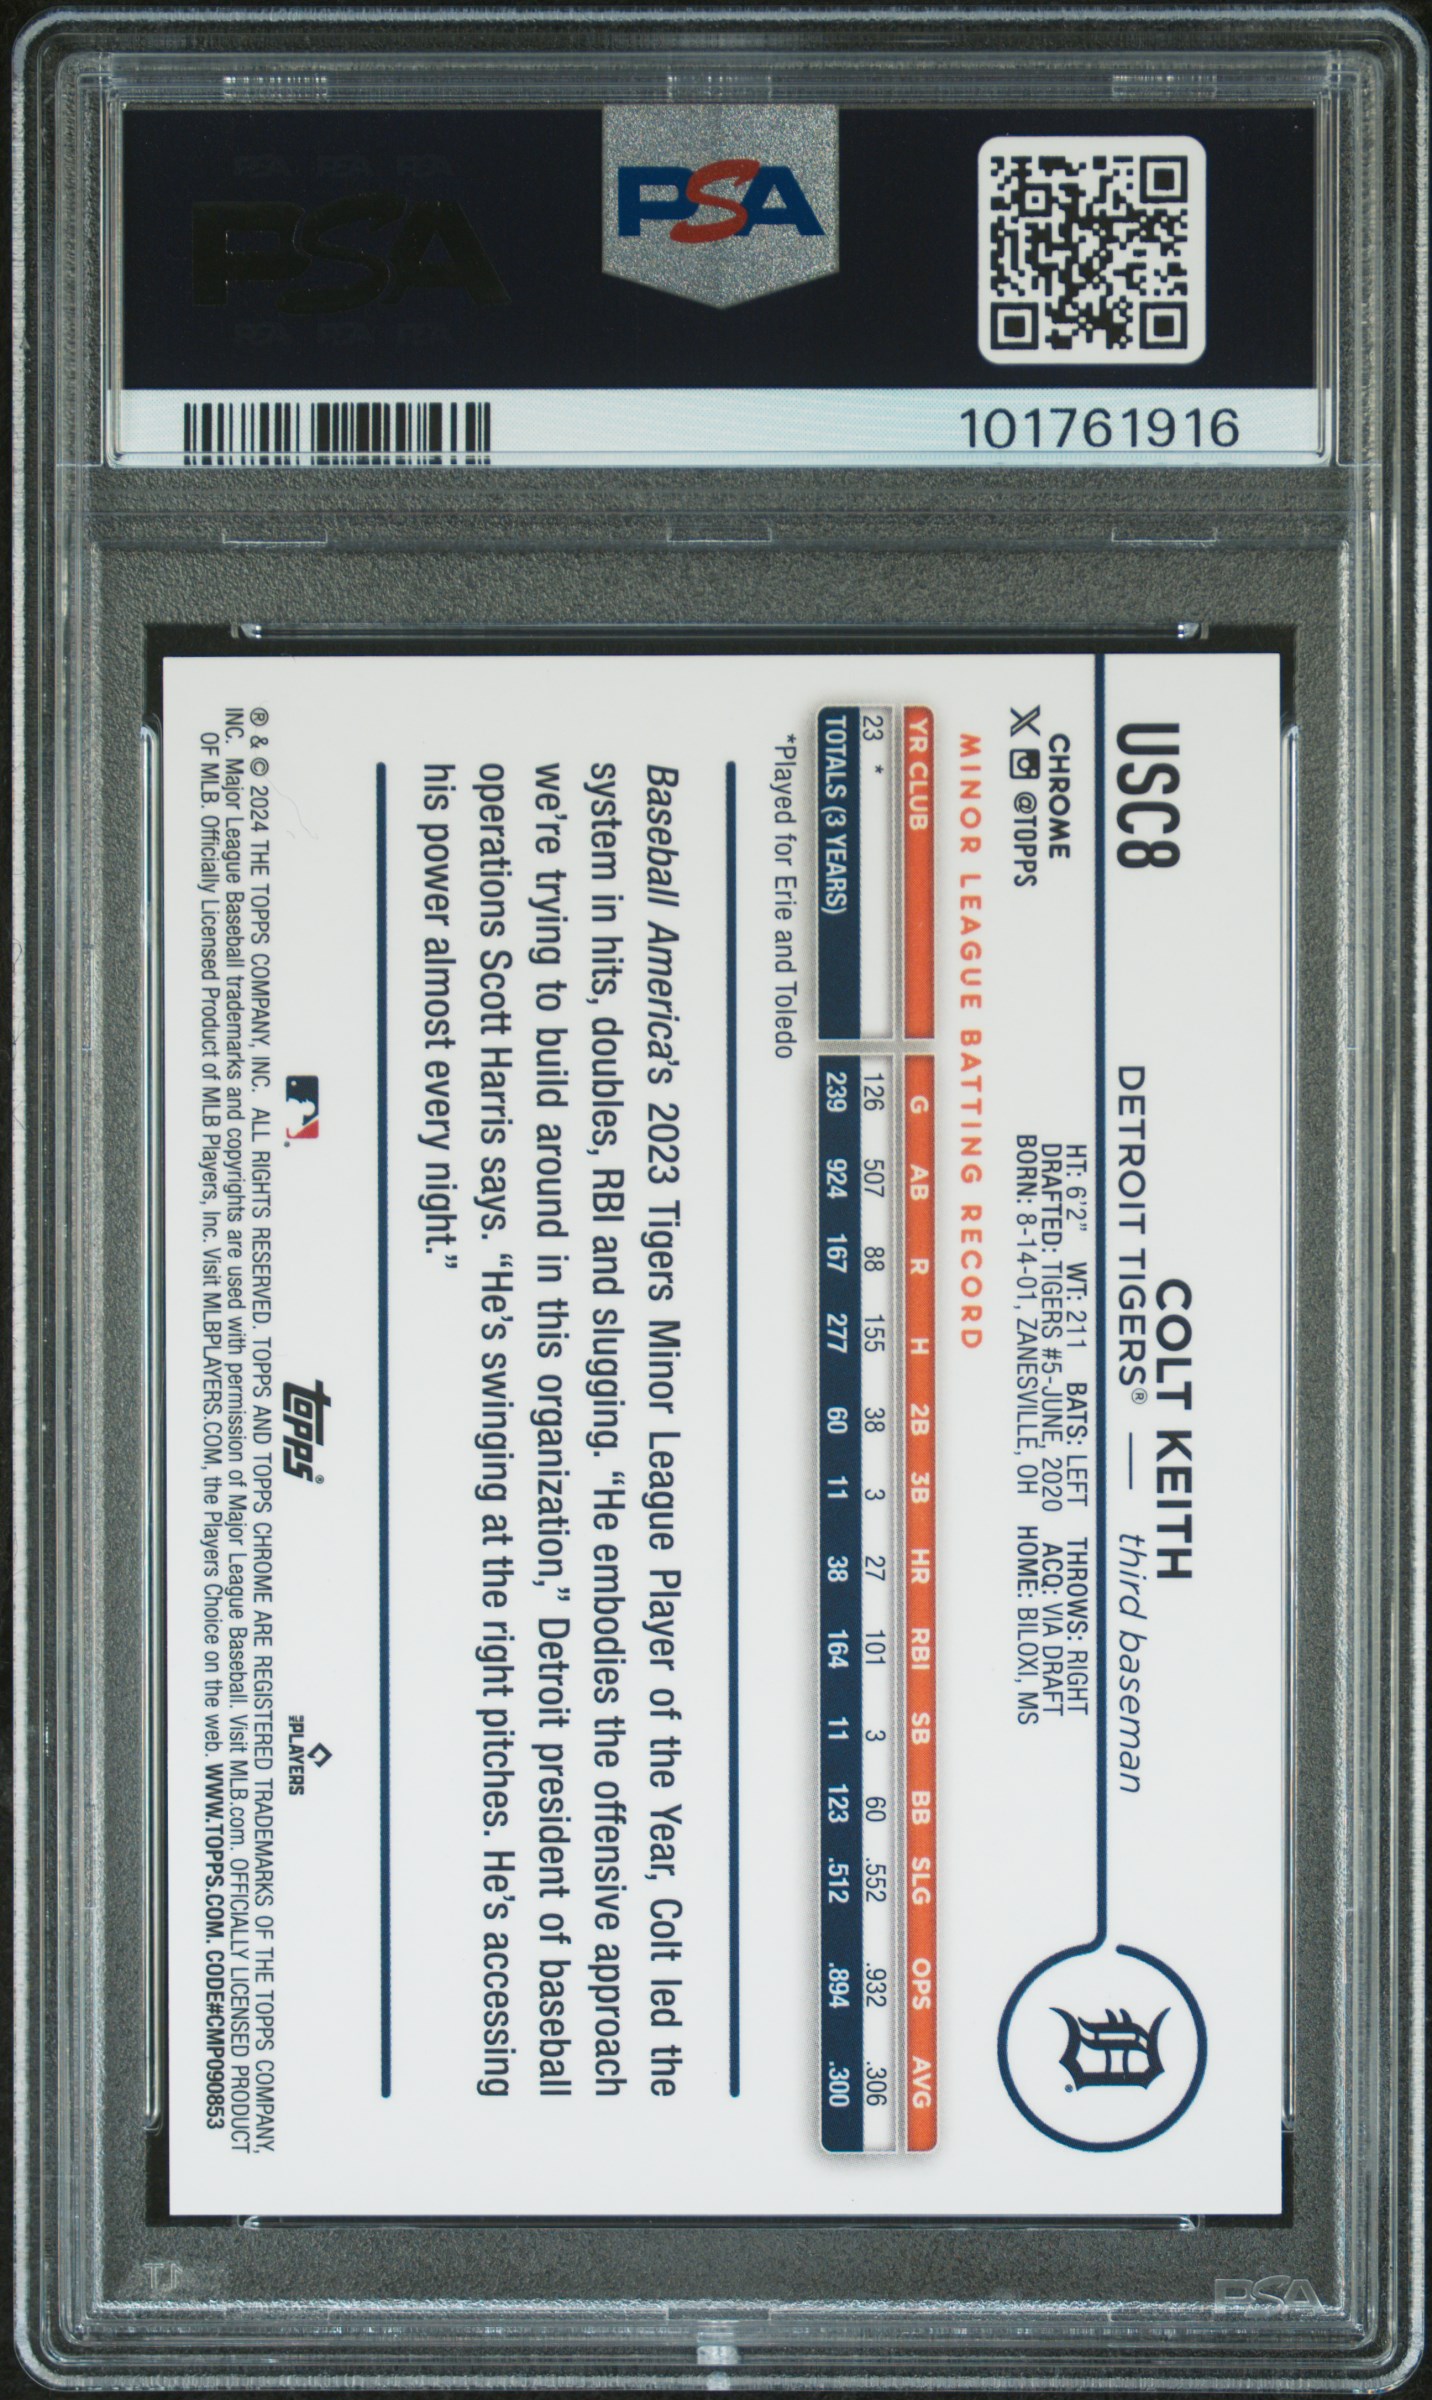 PSA
PSA PSA PSA
PSA
PSA PSA PSA
101761916
USC8
COLT KEITH
DETROIT TIGERS® — third baseman
CHROME
X @TOPPS
HT: 6'2" WT: 211 BATS: LEFT THROWS: RIGHT
DRAFTED: TIGERS #5-JUNE, 2020 ACQ: VIA DRAFT
BORN: 8-14-01, ZANESVILLE, OH HOME: BILOXI, MS
D
MINOR LEAGUE BATTING RECORD
YR CLUB G AB R H 2B 3B HR RBI SB BB SLG OPS AVG
23 * 126 507 88 155 38 3 27 101 3 60 .552 .932 .306
TOTALS (3 YEARS) 239 924 167 277 60 11 38 164 11 123 .512 .894 .300
*Played for Erie and Toledo
Baseball America's 2023 Tigers Minor League Player of the Year, Colt led the
system in hits, doubles, RBI and slugging. “He embodies the offensive approach
we're trying to build around in this organization,” Detroit president of baseball
operations Scott Harris says. “He's swinging at the right pitches. He's accessing
his power almost every night.”
topps®
MLB PLAYERS
® & © 2024 THE TOPPS COMPANY, INC. ALL RIGHTS RESERVED. TOPPS AND TOPPS CHROME ARE REGISTERED TRADEMARKS OF THE TOPPS COMPANY,
INC. Major League Baseball trademarks and copyrights are used with permission of Major League Baseball. Visit MLB.com. OFFICIALLY LICENSED PRODUCT
OF MLB. Officially Licensed Product of MLB Players, Inc. Visit MLBPLAYERS.COM, the Players Choice on the web. WWW.TOPPS.COM. CODE#CMP090853
TJ
PSA